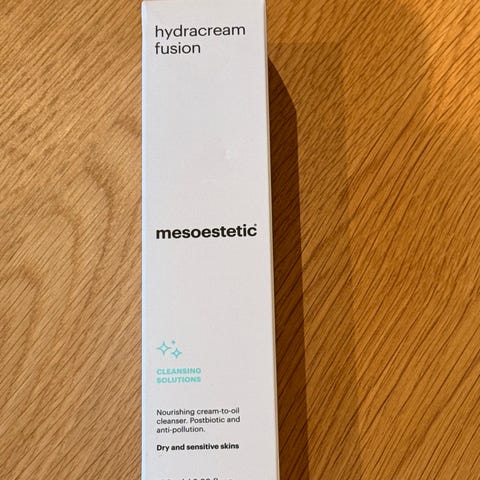 hydracream
fusion
mesoestetic®
CLEANSING
SOLUTIONS
Nourishing cream-to-oil
cleanser. Postbiotic and
anti-pollution.
Dry and sensitive skins